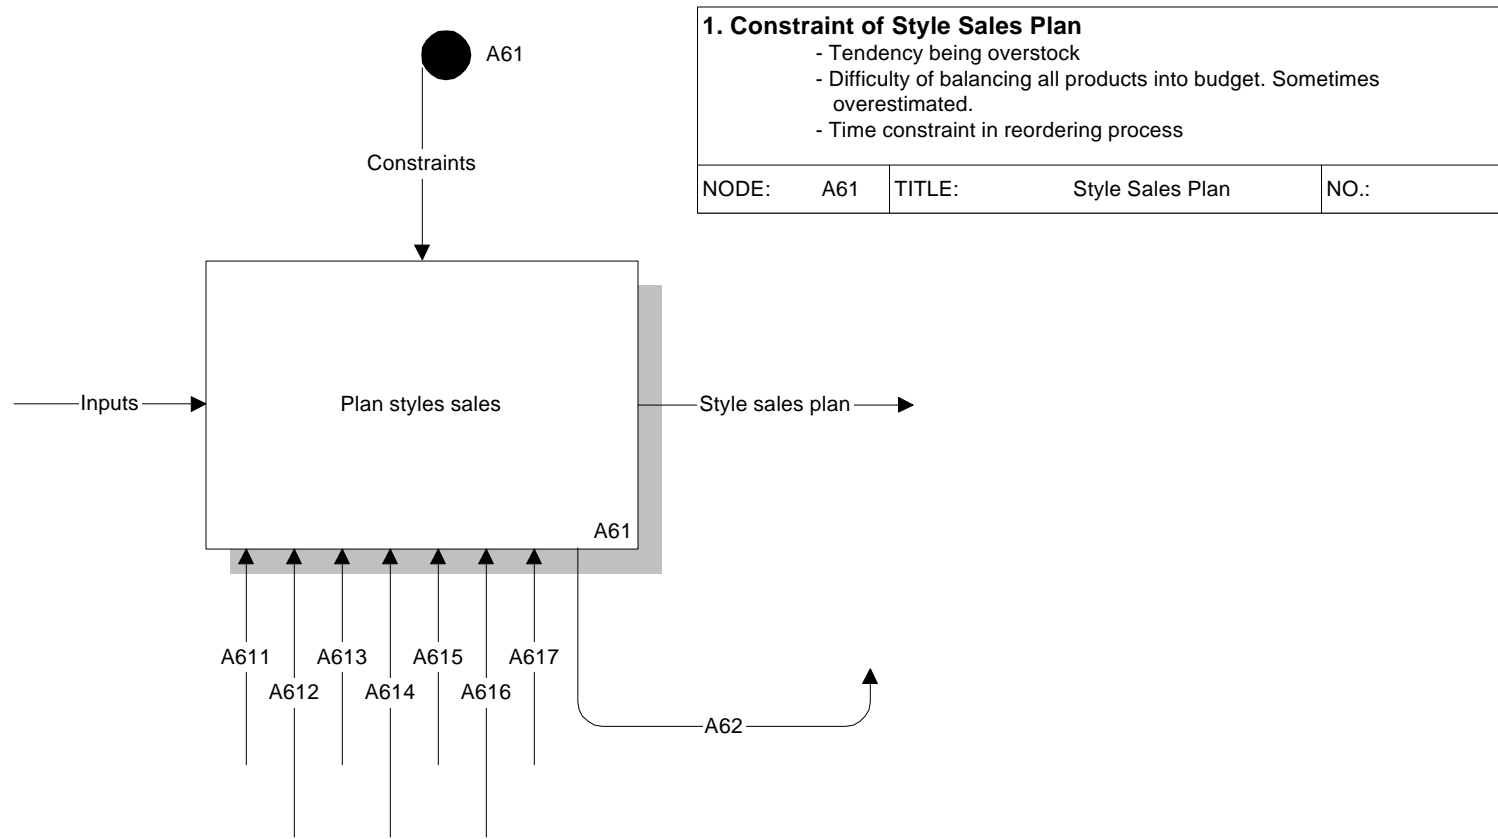 A61
1. Constraint of Style Sales Plan
- Tendency being overstock
- Difficulty of balancing all products into budget. Sometimes
overestimated.
- Time constraint in reordering process
Constraints
NODE: A61 TITLE: Style Sales Plan NO.:
Inputs
Plan styles sales
Style sales plan
A61
A611 A613 A615 A617
A612 A614 A616
A62